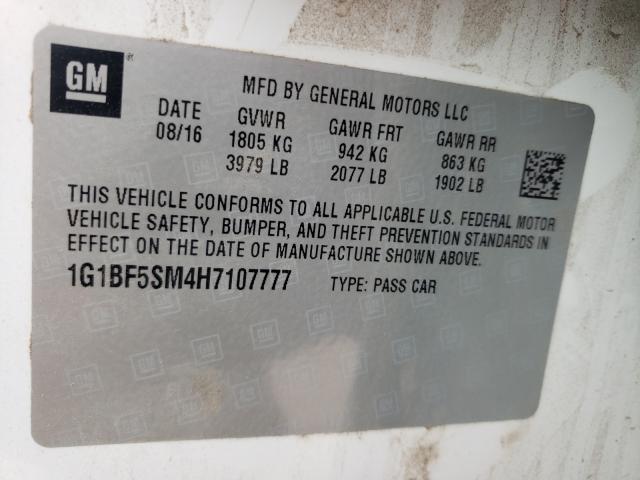 GM
MFD BY GENERAL MOTORS LLC
DATE GVWR GAWR FRT GAWR RR
08/16 1805 KG 942 KG 863 KG
3979 LB 2077 LB 1902 LB
THIS VEHICLE CONFORMS TO ALL APPLICABLE U.S. FEDERAL MOTOR
VEHICLE SAFETY, BUMPER, AND THEFT PREVENTION STANDARDS IN
EFFECT ON THE DATE OF MANUFACTURE SHOWN ABOVE.
1G1BF5SM4H7107777 TYPE: PASS CAR